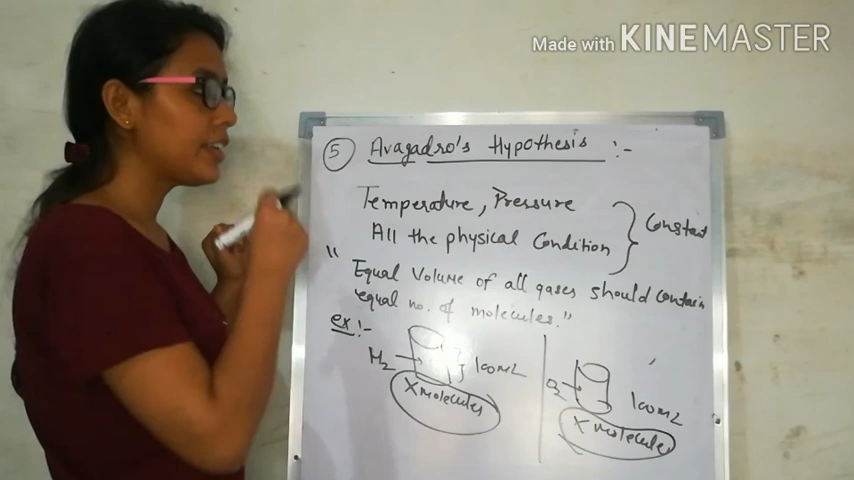 Made with KINEMASTER
5 Avagadro's Hypothesis :-
Temperature, Pressure
All the physical Condition } Constant
"Equal Volume of all gases should contain
equal no. of molecules."
ex:-
H2 } 100mL
X molecules
O2 100mL
X molecules